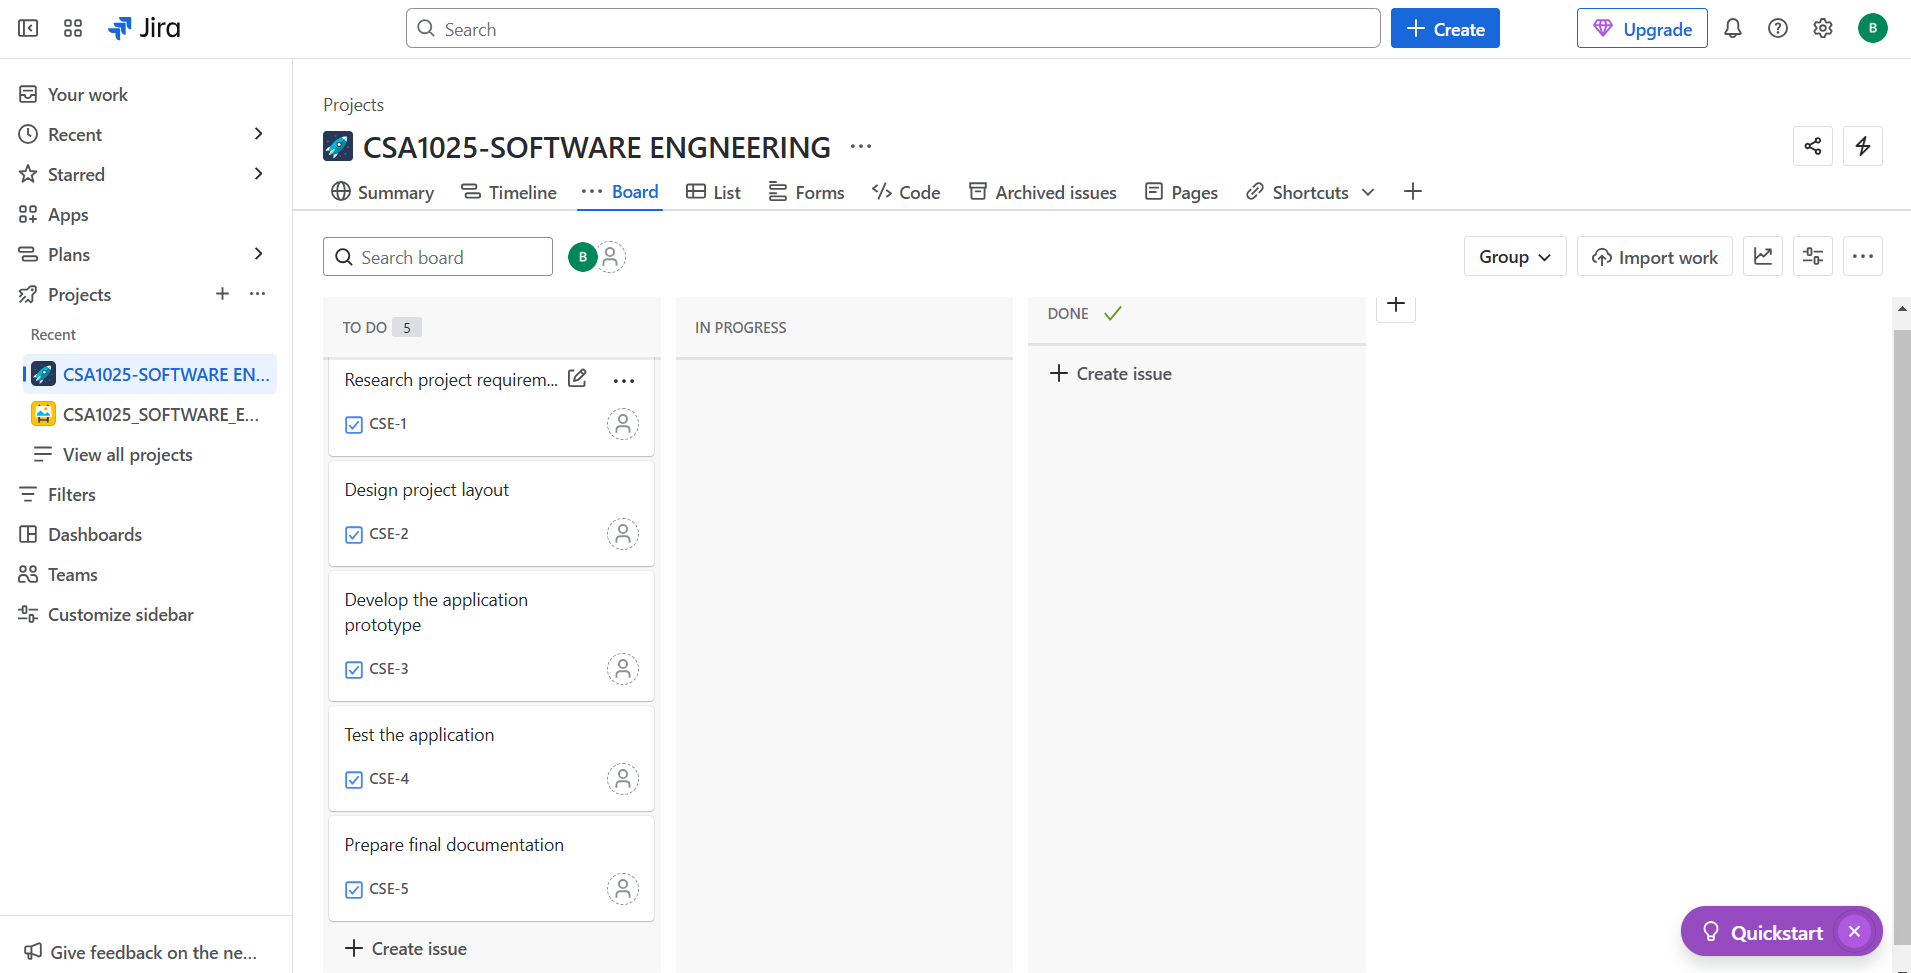 Jira
Search
Create
Upgrade
B
Your work
Recent
Starred
Apps
Plans
Projects
Recent
CSA1025-SOFTWARE EN...
CSA1025_SOFTWARE_E...
View all projects
Filters
Dashboards
Teams
Customize sidebar
Give feedback on the ne...
Projects
CSA1025-SOFTWARE ENGNEERING
Summary
Timeline
Board
List
Forms
Code
Archived issues
Pages
Shortcuts
Search board
B
Group
Import work
TO DO 5
Research project requirem...
CSE-1
Design project layout
CSE-2
Develop the application
prototype
CSE-3
Test the application
CSE-4
Prepare final documentation
CSE-5
Create issue
IN PROGRESS
DONE
Create issue
Quickstart